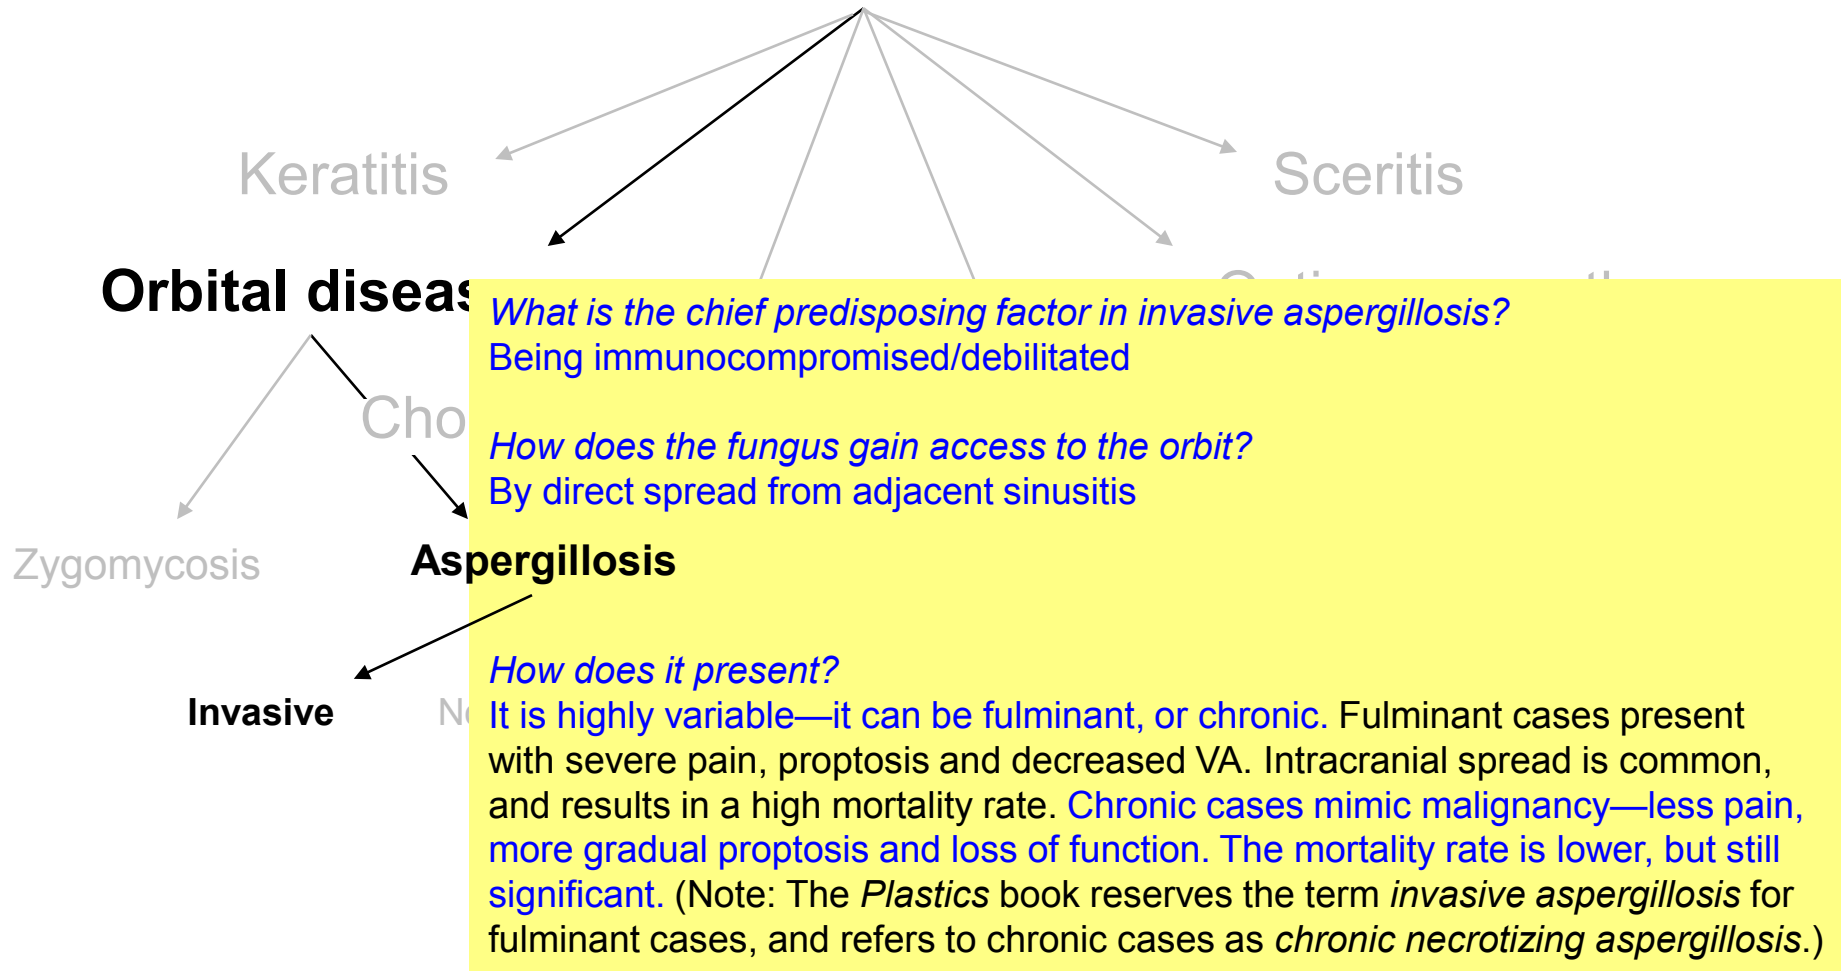 Keratitis
Sceritis
Orbital diseas
What is the chief predisposing factor in invasive aspergillosis?
Being immunocompromised/debilitated
Cho
How does the fungus gain access to the orbit?
By direct spread from adjacent sinusitis
Zygomycosis
Aspergillosis
How does it present?
Invasive
It is highly variable—it can be fulminant, or chronic. Fulminant cases present
with severe pain, proptosis and decreased VA. Intracranial spread is common,
and results in a high mortality rate. Chronic cases mimic malignancy—less pain,
more gradual proptosis and loss of function. The mortality rate is lower, but still
significant. (Note: The Plastics book reserves the term invasive aspergillosis for
fulminant cases, and refers to chronic cases as chronic necrotizing aspergillosis.)